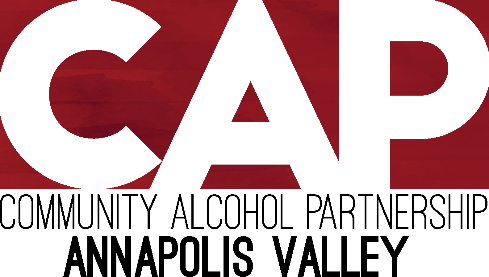 CAP
COMMUNITY ALCOHOL PARTNERSHIP
ANNAPOLIS VALLEY